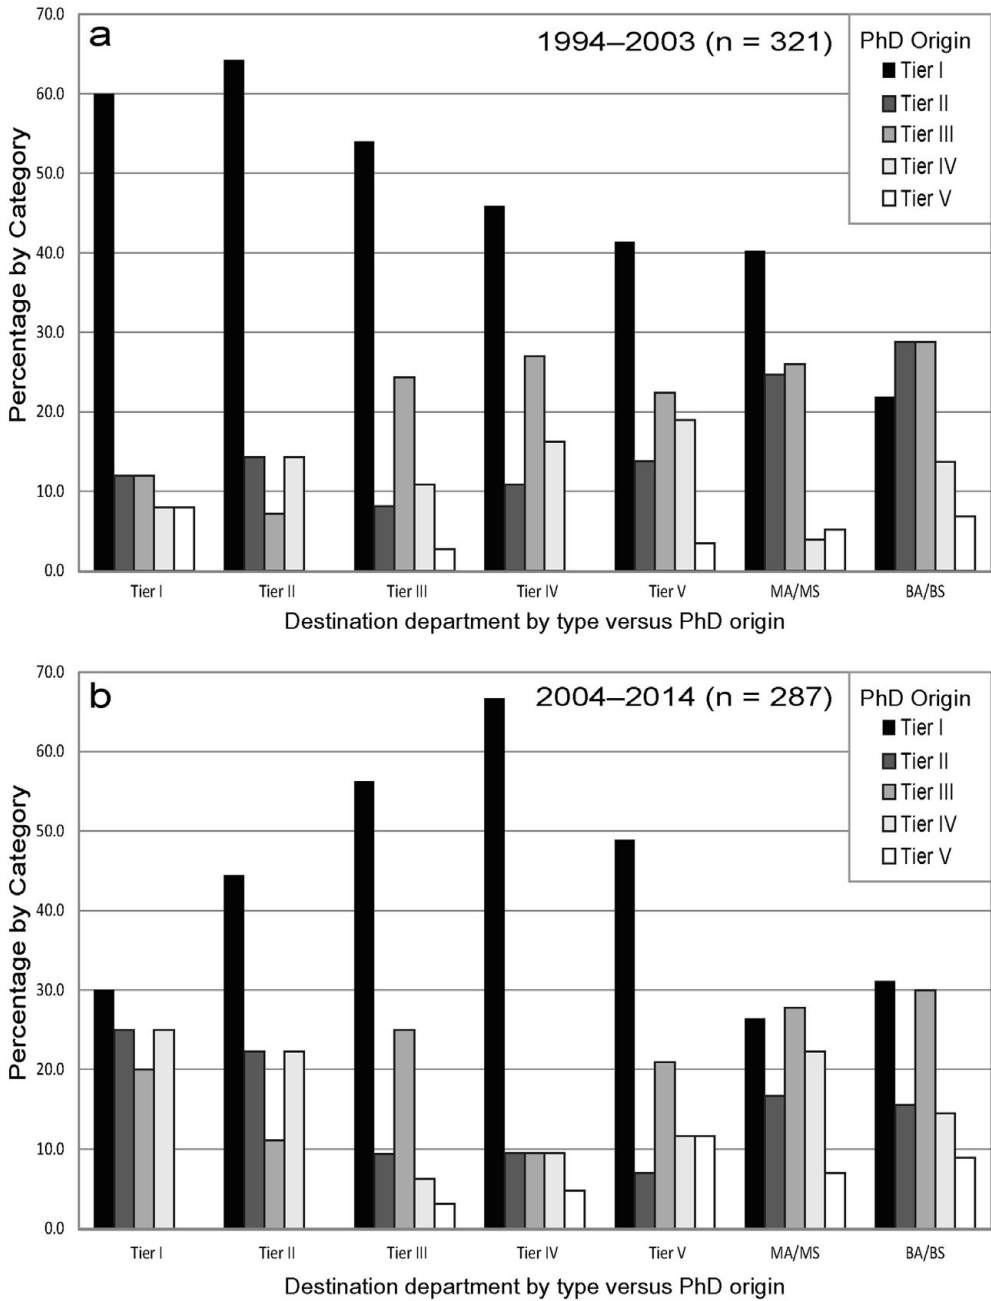 a
1994–2003 (n = 321)
PhD Origin
Tier I
Tier II
Tier III
Tier IV
Tier V
Percentage by Category
70.0
60.0
50.0
40.0
30.0
20.0
10.0
0.0
Tier I Tier II Tier III Tier IV Tier V MA/MS BA/BS
Destination department by type versus PhD origin
b
2004–2014 (n = 287)
PhD Origin
Tier I
Tier II
Tier III
Tier IV
Tier V
Percentage by Category
70.0
60.0
50.0
40.0
30.0
20.0
10.0
0.0
Tier I Tier II Tier III Tier IV Tier V MA/MS BA/BS
Destination department by type versus PhD origin